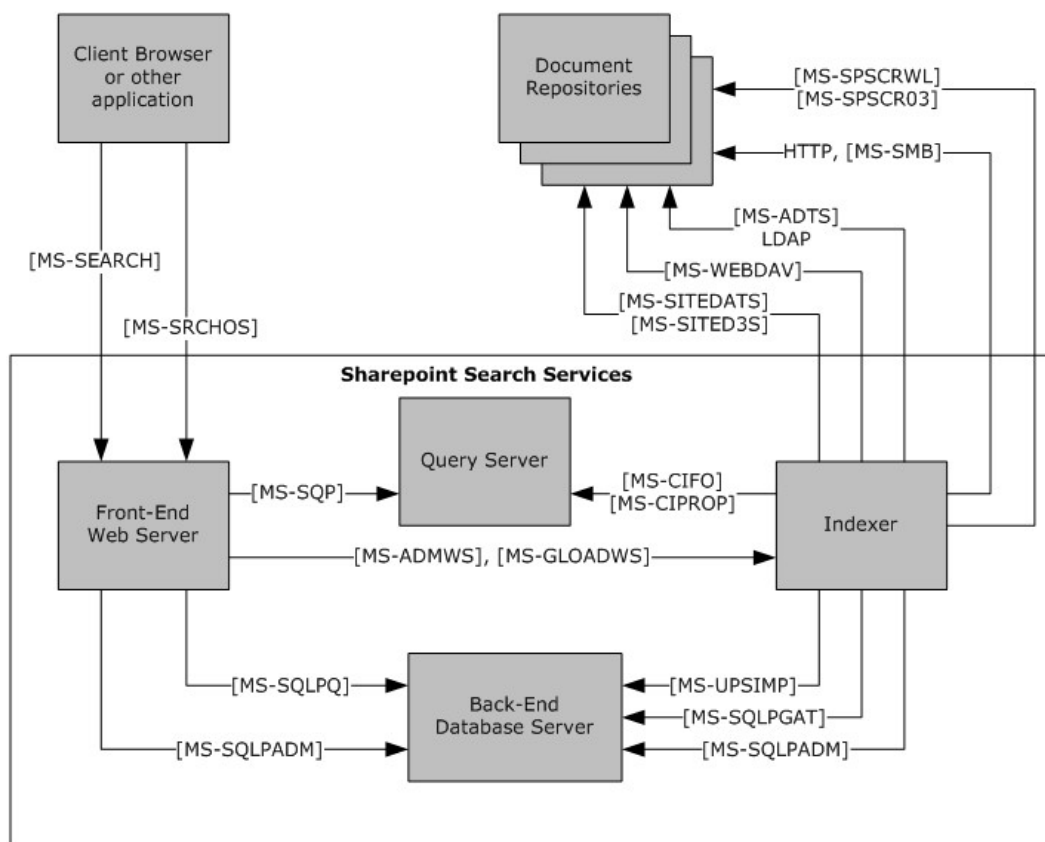 Client Browser
or other
application
Document
Repositories
[MS-SPSCRWL]
[MS-SPSCR03]
HTTP, [MS-SMB]
[MS-ADTS]
LDAP
[MS-WEBDAV]
[MS-SITEDATS]
[MS-SITED3S]
[MS-SEARCH]
[MS-SRCHOS]
Sharepoint Search Services
Query Server
Front-End
Web Server
[MS-SQP]
[MS-CIFO]
[MS-CIPROP]
Indexer
[MS-ADMWS], [MS-GLOADWS]
[MS-SQLPQ]
[MS-SQLPADM]
Back-End
Database Server
[MS-UPSIMP]
[MS-SQLPGAT]
[MS-SQLPADM]